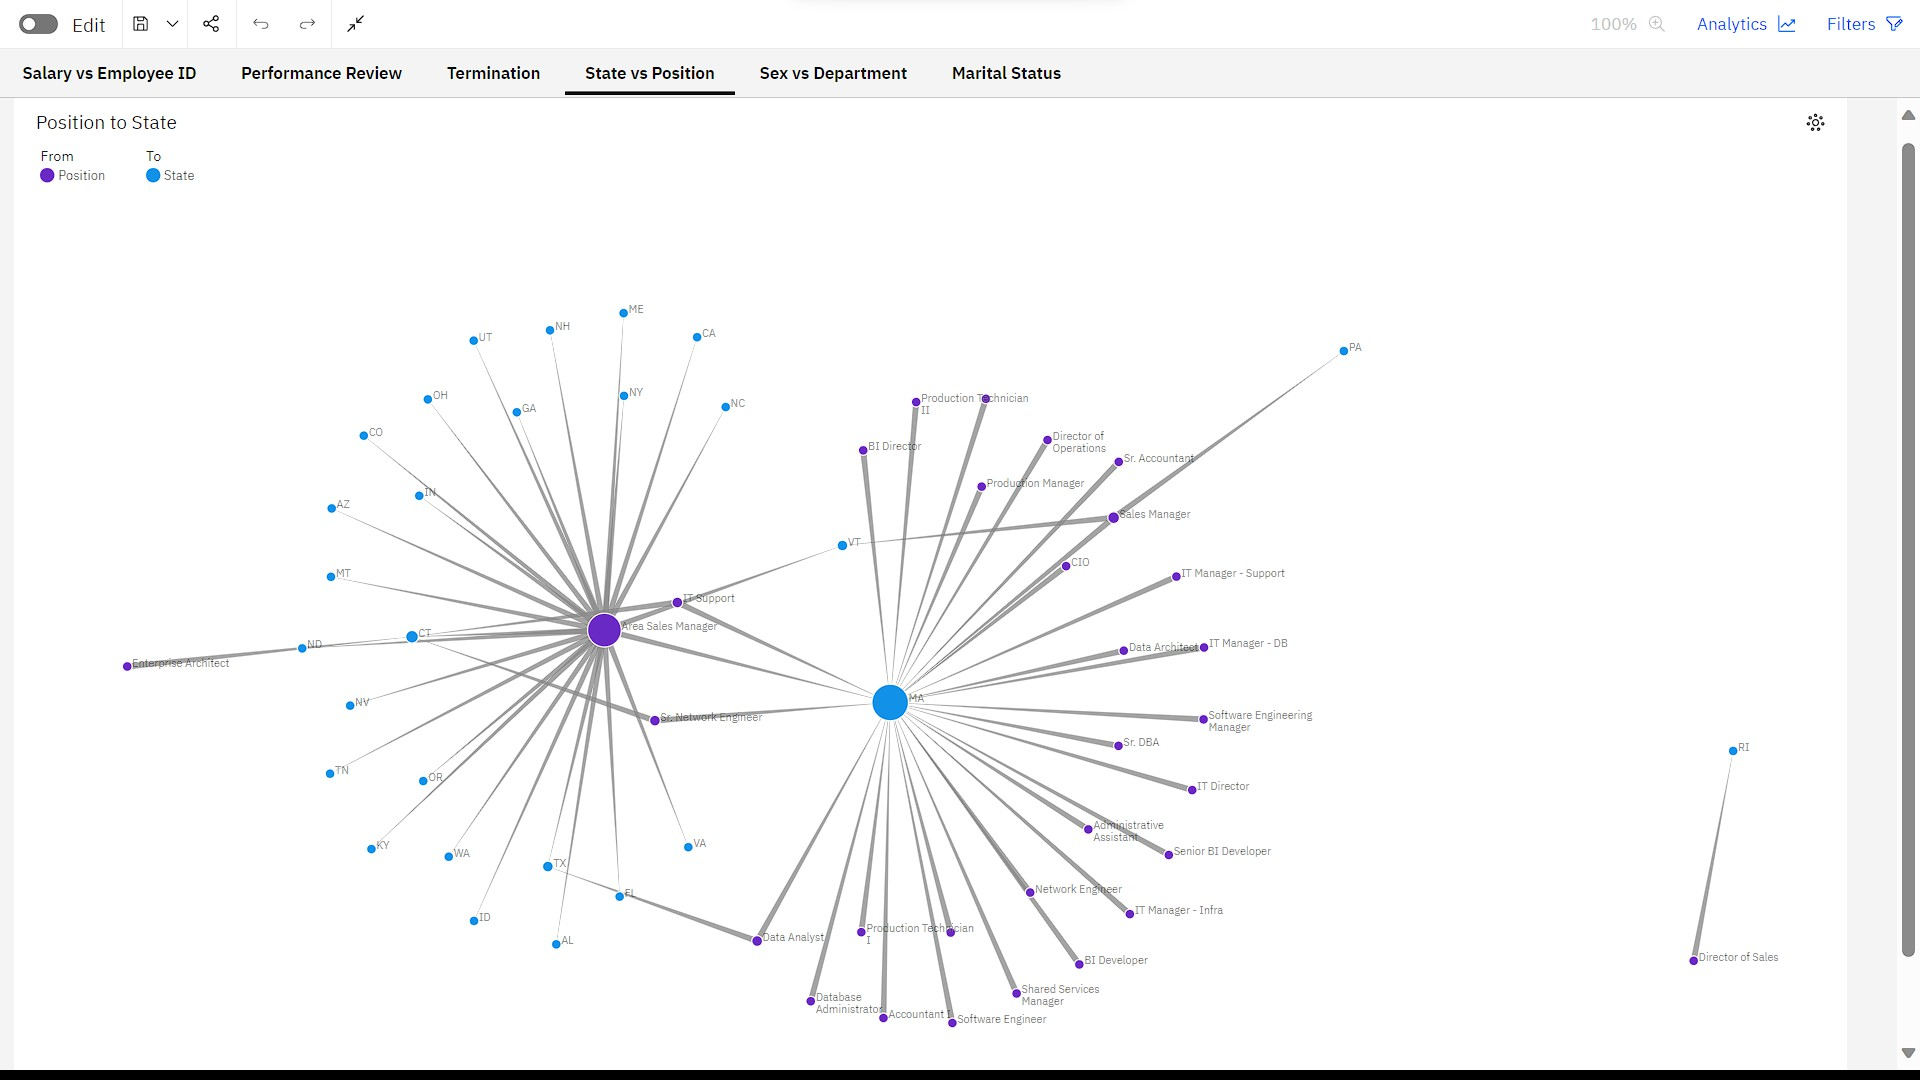 Edit
100%
Analytics
Filters
Salary vs Employee ID
Performance Review
Termination
State vs Position
Sex vs Department
Marital Status
Position to State
From
To
Position
State
ME
NH
CA
UT
PA
OH
NY
NC
GA
Production Technician
II
CO
Director of
Operations
BI Director
Sr. Accountant
Production Manager
IN
AZ
Sales Manager
VT
CIO
MT
IT Manager - Support
IT Support
Area Sales Manager
CT
ND
Data Architect
IT Manager - DB
Enterprise Architect
NV
MA
Sr. Network Engineer
Software Engineering
Manager
Sr. DBA
RI
TN
OR
IT Director
Administrative
Assistant
KY
VA
WA
Senior BI Developer
TX
FL
Network Engineer
ID
IT Manager - Infra
AL
Data Analyst
Production Technician
I
BI Developer
Director of Sales
Shared Services
Manager
Database
Administrator
Accountant I
Software Engineer